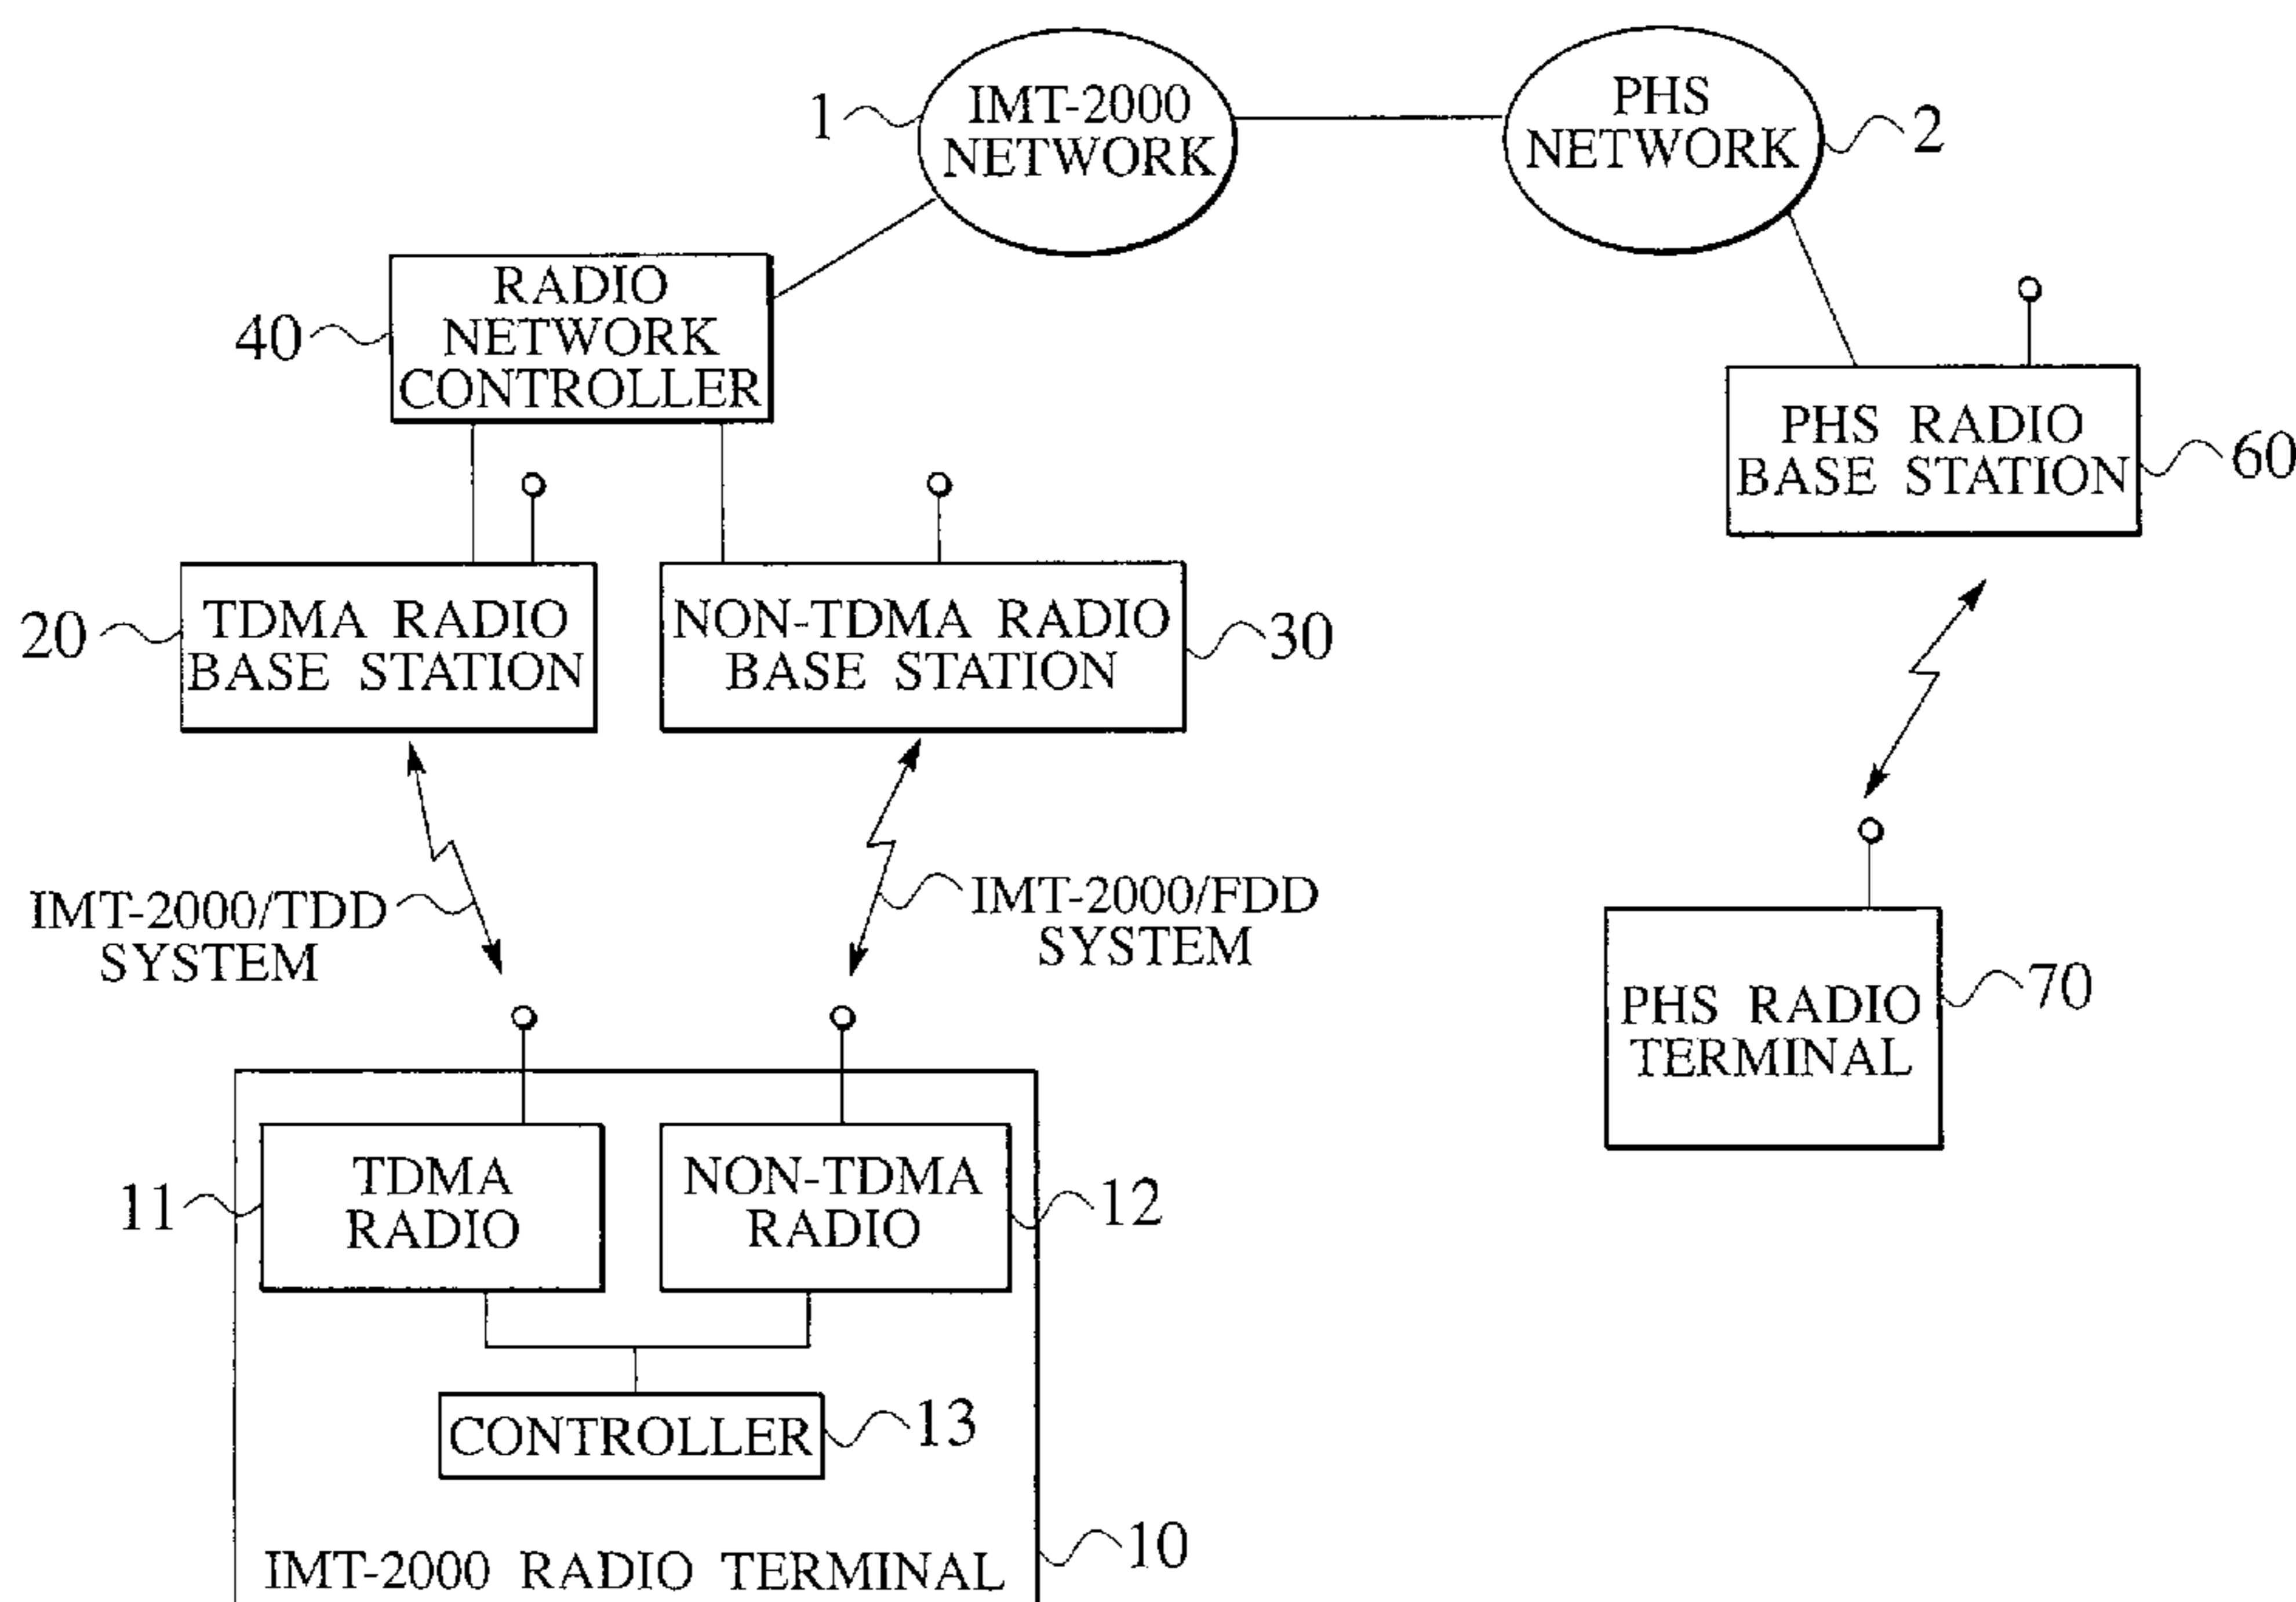 1
IMT-2000
NETWORK
PHS
NETWORK
2
40
RADIO
NETWORK
CONTROLLER
PHS RADIO
BASE STATION
60
20
TDMA RADIO
BASE STATION
NON-TDMA RADIO
BASE STATION
30
IMT-2000/TDD
SYSTEM
IMT-2000/FDD
SYSTEM
PHS RADIO
TERMINAL
70
11
TDMA
RADIO
NON-TDMA
RADIO
12
CONTROLLER
13
IMT-2000 RADIO TERMINAL
10